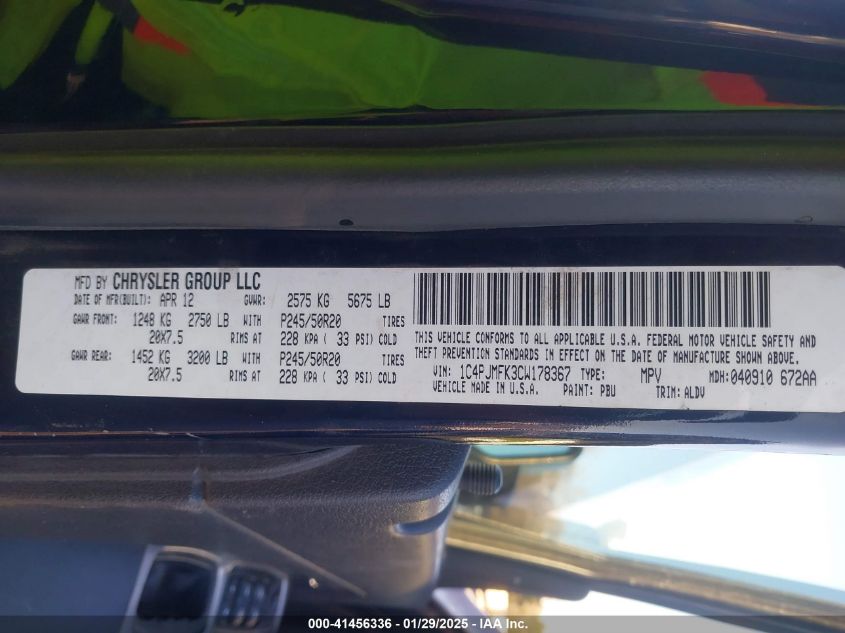 MFD BY CHRYSLER GROUP LLC
DATE OF MFR(BUILT): APR 12 GVWR: 2575 KG 5675 LB
GAWR FRONT: 1248 KG 2750 LB WITH P245/50R20 TIRES
20X7.5 RIMS AT 228 KPA ( 33 PSI) COLD
GAWR REAR: 1452 KG 3200 LB WITH P245/50R20 TIRES
20X7.5 RIMS AT 228 KPA ( 33 PSI) COLD
THIS VEHICLE CONFORMS TO ALL APPLICABLE U.S.A. FEDERAL MOTOR VEHICLE SAFETY AND
THEFT PREVENTION STANDARDS IN EFFECT ON THE DATE OF MANUFACTURE SHOWN ABOVE.
VIN: 1C4PJMFK3CW178367 TYPE: MPV MDH: 040910 672AA
VEHICLE MADE IN U.S.A. PAINT: PBU TRIM: ALDV
000-41456336 - 01/29/2025 - IAA Inc.